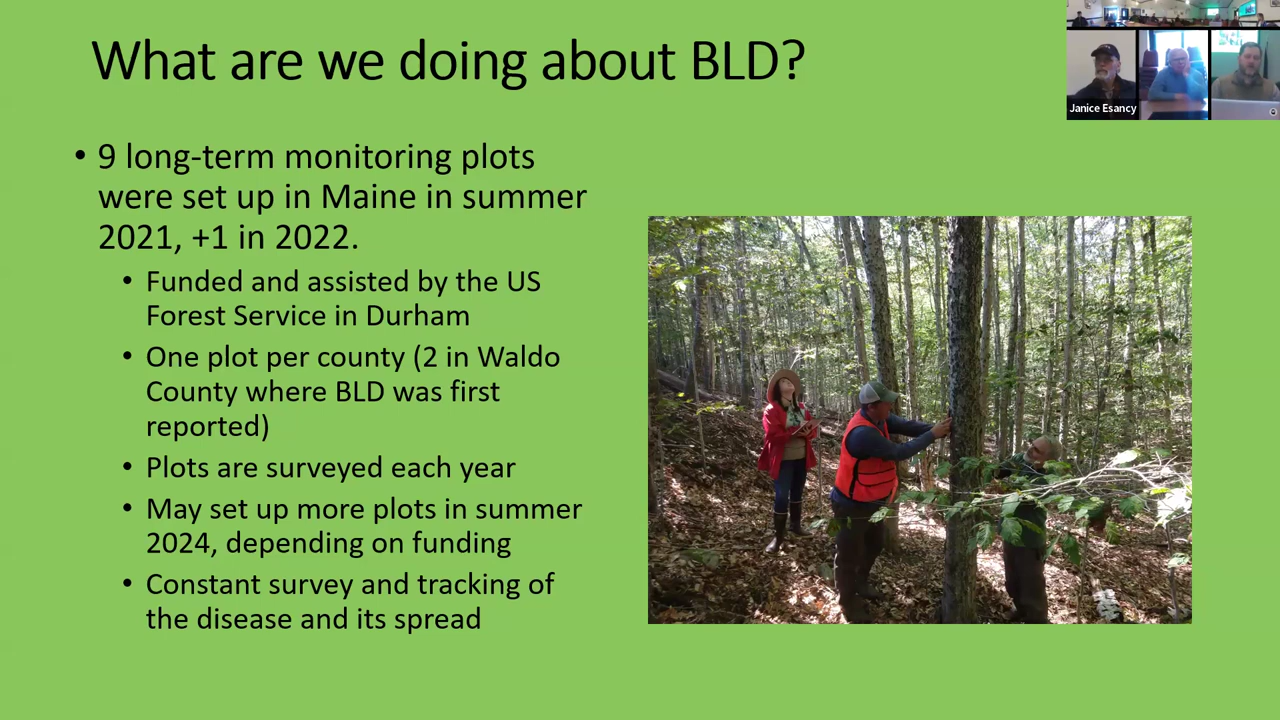 What are we doing about BLD?
Janice Esancy
• 9 long-term monitoring plots
were set up in Maine in summer
2021, +1 in 2022.
• Funded and assisted by the US
Forest Service in Durham
• One plot per county (2 in Waldo
County where BLD was first
reported)
• Plots are surveyed each year
• May set up more plots in summer
2024, depending on funding
• Constant survey and tracking of
the disease and its spread